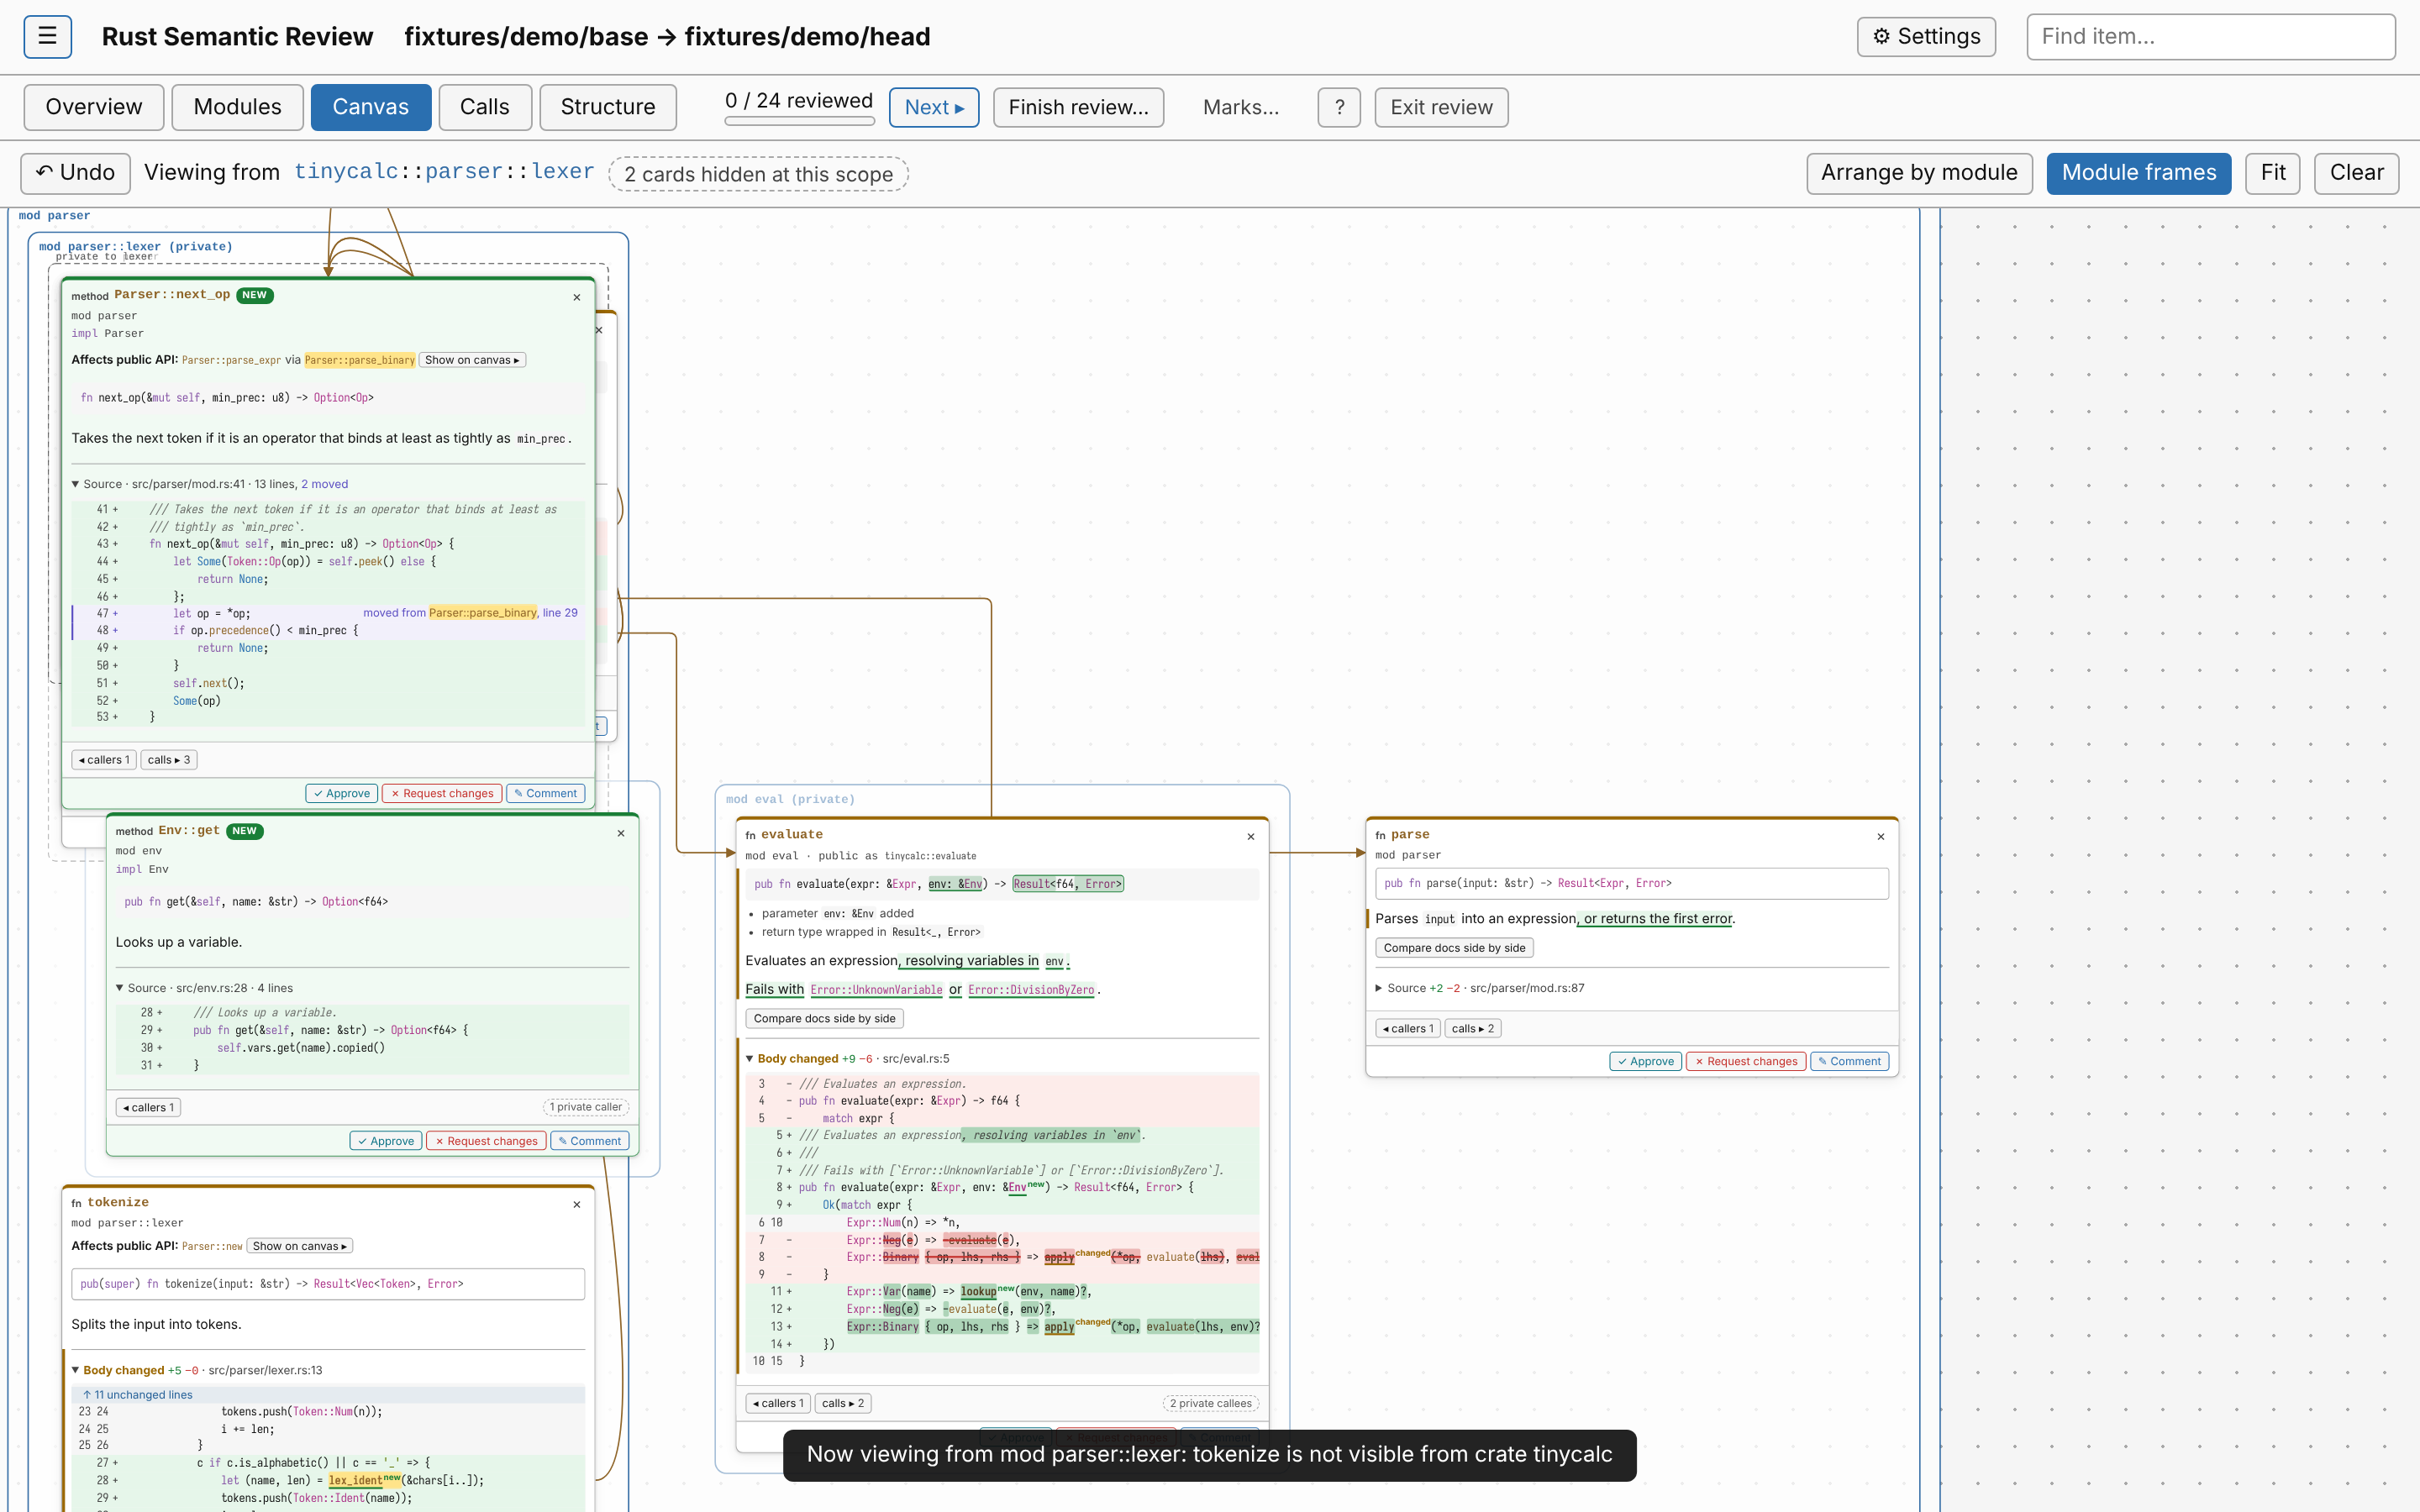 ☰ Rust Semantic Review fixtures/demo/base → fixtures/demo/head ⚙ Settings Find item...
Overview Modules Canvas Calls Structure 0 / 24 reviewed Next ▸ Finish review... Marks... ? Exit review
↶ Undo Viewing from tinycalc::parser::lexer 2 cards hidden at this scope Arrange by module Module frames Fit Clear
mod parser
mod parser::lexer (private)
private to lexer
method Parser::next_op NEW ×
mod parser
impl Parser
Affects public API: Parser::parse_expr via Parser::parse_binary Show on canvas ▸
fn next_op(&mut self, min_prec: u8) -> Option<Op>
Takes the next token if it is an operator that binds at least as tightly as min_prec.
▼ Source · src/parser/mod.rs:41 · 13 lines, 2 moved
41 + /// Takes the next token if it is an operator that binds at least as
42 + /// tightly as `min_prec`.
43 + fn next_op(&mut self, min_prec: u8) -> Option<Op> {
44 + let Some(Token::Op(op)) = self.peek() else {
45 + return None;
46 + };
47 + let op = *op; moved from Parser::parse_binary, line 29
48 + if op.precedence() < min_prec {
49 + return None;
50 + }
51 + self.next();
52 + Some(op)
53 + }
◂ callers 1 calls ▸ 3
✓ Approve × Request changes ✎ Comment
×
t
method Env::get NEW ×
mod env
impl Env
pub fn get(&self, name: &str) -> Option<f64>
Looks up a variable.
▼ Source · src/env.rs:28 · 4 lines
28 + /// Looks up a variable.
29 + pub fn get(&self, name: &str) -> Option<f64> {
30 + self.vars.get(name).copied()
31 + }
◂ callers 1 1 private caller
✓ Approve × Request changes ✎ Comment
fn tokenize ×
mod parser::lexer
Affects public API: Parser::new Show on canvas ▸
pub(super) fn tokenize(input: &str) -> Result<Vec<Token>, Error>
Splits the input into tokens.
▼ Body changed +5 −0 · src/parser/lexer.rs:13
↑ 11 unchanged lines
23 24 tokens.push(Token::Num(n));
24 25 i += len;
25 26 }
27 + c if c.is_alphabetic() || c == '_' => {
28 + let (name, len) = lex_ident new(&chars[i..]);
29 + tokens.push(Token::Ident(name));
mod eval (private)
fn evaluate ×
mod eval · public as tinycalc::evaluate
pub fn evaluate(expr: &Expr, env: &Env) -> Result<f64, Error>
• parameter env: &Env added
• return type wrapped in Result<_, Error>
Evaluates an expression, resolving variables in env.
Fails with Error::UnknownVariable or Error::DivisionByZero.
Compare docs side by side
▼ Body changed +9 −6 · src/eval.rs:5
3 − /// Evaluates an expression.
4 − pub fn evaluate(expr: &Expr) -> f64 {
5 − match expr {
5 + /// Evaluates an expression, resolving variables in `env`.
6 + ///
7 + /// Fails with [`Error::UnknownVariable`] or [`Error::DivisionByZero`].
8 + pub fn evaluate(expr: &Expr, env: &Env new) -> Result<f64, Error> {
9 + Ok(match expr {
6 10 Expr::Num(n) => *n,
7 − Expr::Neg(e) => -evaluate(e),
8 − Expr::Binary { op, lhs, rhs } => apply changed(*op, evaluate(lhs), eval
9 − }
11 + Expr::Var(name) => lookup new(env, name)?,
12 + Expr::Neg(e) => -evaluate(e, env)?,
13 + Expr::Binary { op, lhs, rhs } => apply changed(*op, evaluate(lhs, env)?
14 + })
10 15 }
◂ callers 1 calls ▸ 2 2 private callees
✓ Approve × Request changes ✎ Comment
fn parse ×
mod parser
pub fn parse(input: &str) -> Result<Expr, Error>
Parses input into an expression, or returns the first error.
Compare docs side by side
▶ Source +2 −2 · src/parser/mod.rs:87
◂ callers 1 calls ▸ 2
✓ Approve × Request changes ✎ Comment
Now viewing from mod parser::lexer: tokenize is not visible from crate tinycalc